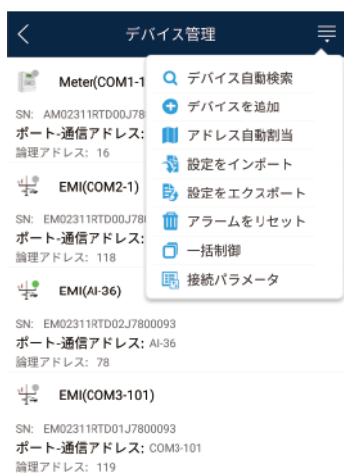 デバイス管理
Meter(COM1-1
SN: AM02311RTD00J78
ポート-通信アドレス:
論理アドレス: 16
EMI(COM2-1)
SN: EM02311RTD00J78
ポート-通信アドレス:
論理アドレス: 118
EMI(AI-36)
SN: EM02311RTD02J7800093
ポート-通信アドレス: AI-36
論理アドレス: 78
EMI(COM3-101)
SN: EM02311RTD01J7800093
ポート-通信アドレス: COM3-101
論理アドレス: 119
デバイス自動検索
デバイスを追加
アドレス自動割当
設定をインポート
設定をエクスポート
アラームをリセット
一括制御
接続パラメータ